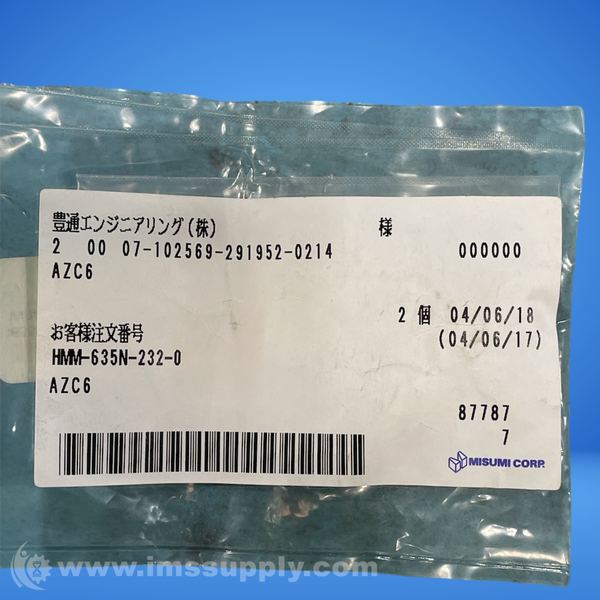 豊通エンジニアリング(株) 様
2 00 07-102569-291952-0214 000000
AZC6
2個 04/06/18
(04/06/17)
お客様注文番号
HMM-635N-232-0
AZC6
87787
7
MISUMI CORP.
www.imssupply.com